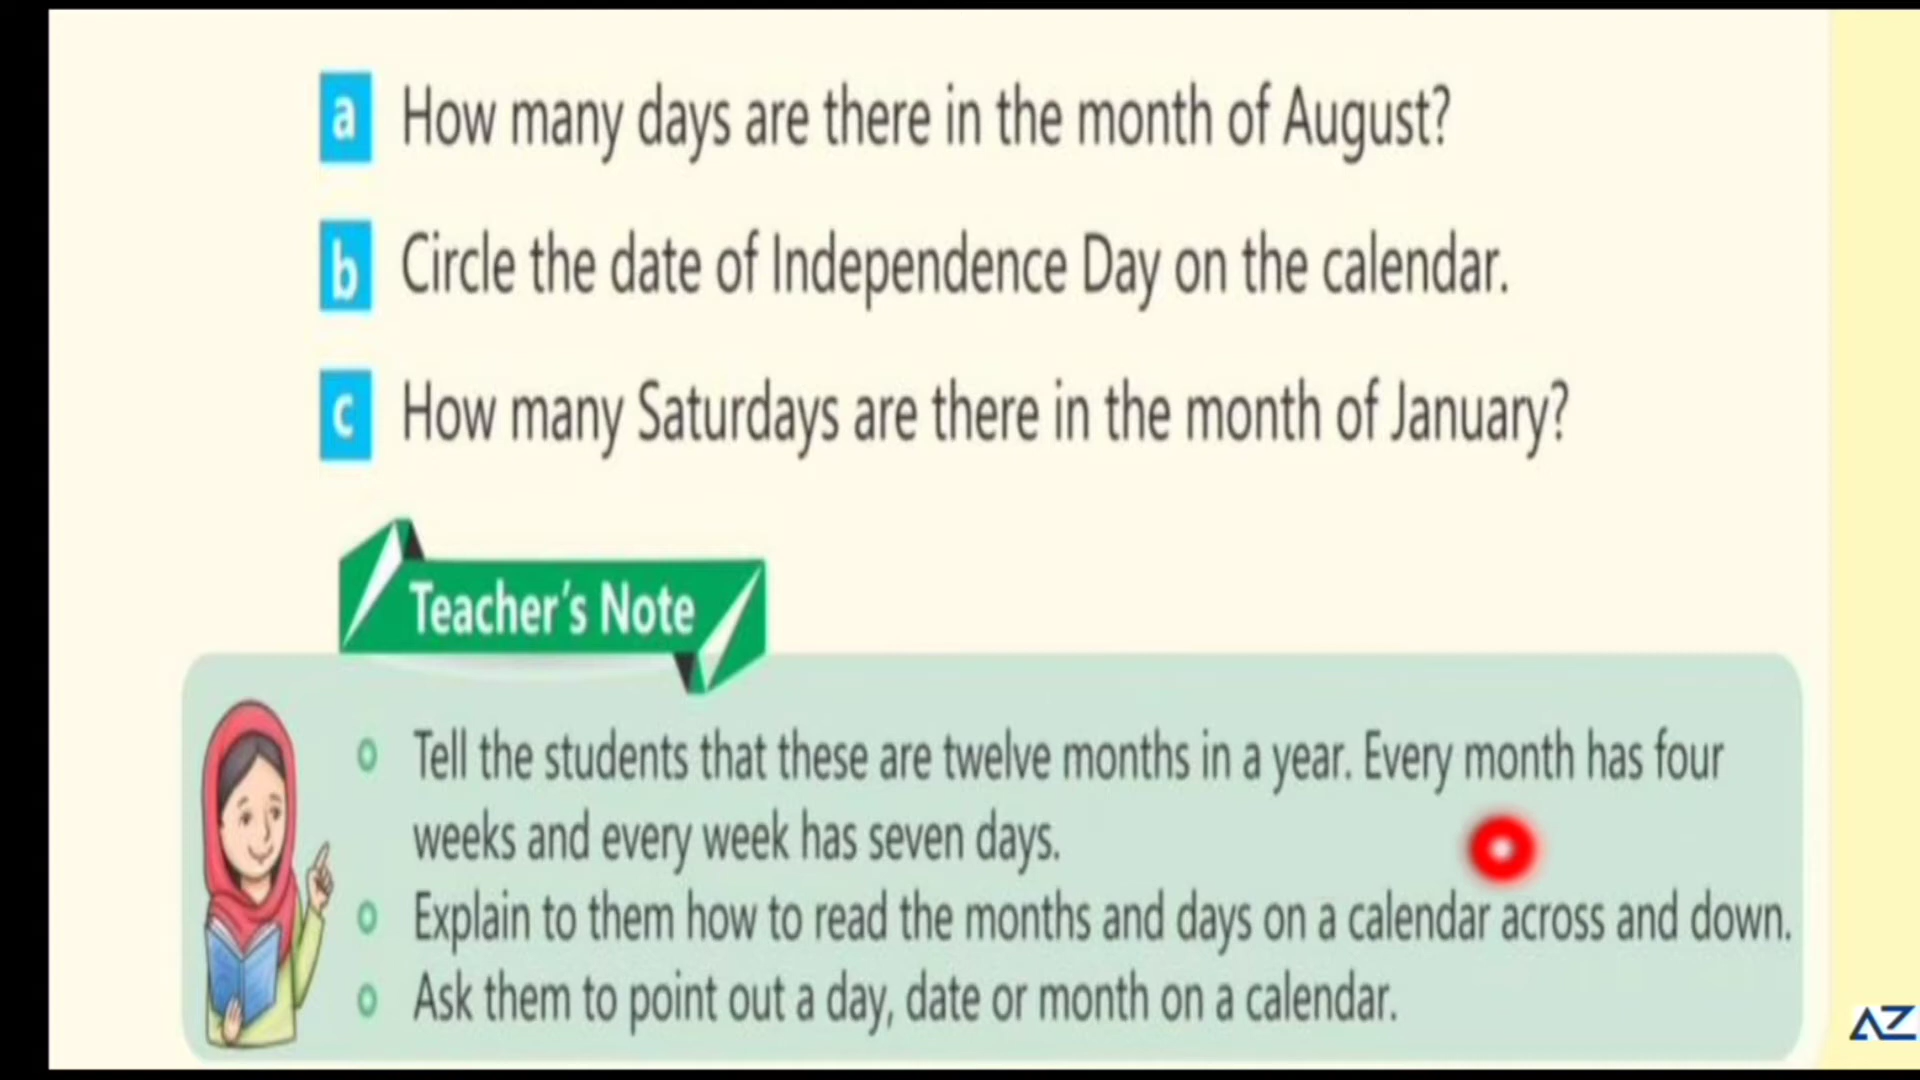 a How many days are there in the month of August?
b Circle the date of Independence Day on the calendar.
c How many Saturdays are there in the month of January?
Teacher's Note
Tell the students that these are twelve months in a year. Every month has four
weeks and every week has seven days.
Explain to them how to read the months and days on a calendar across and down.
Ask them to point out a day, date or month on a calendar.
AZ